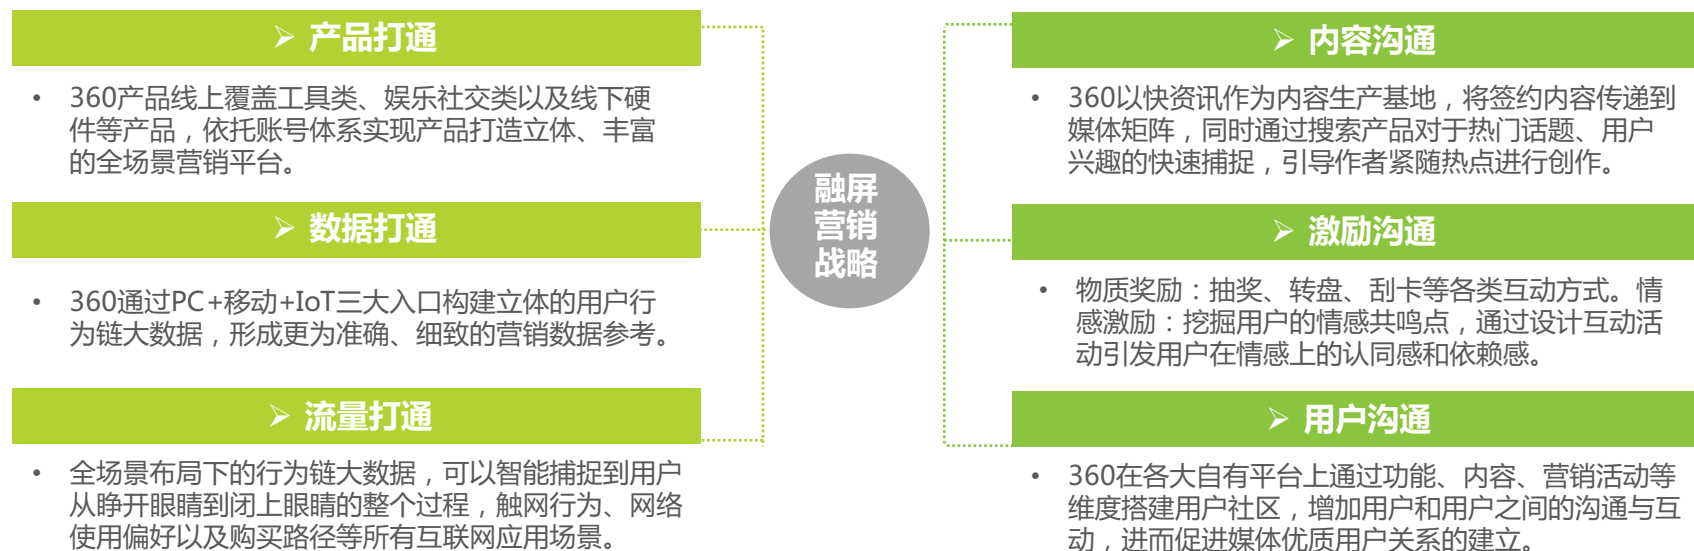 ➢ 产品打通
• 360产品线上覆盖工具类、娱乐社交类以及线下硬
件等产品，依托账号体系实现产品打造立体、丰富
的全场景营销平台。
➢ 数据打通
• 360通过PC+移动+IoT三大入口构建立体的用户行
为链大数据，形成更为准确、细致的营销数据参考。
➢ 流量打通
• 全场景布局下的行为链大数据，可以智能捕捉到用户
从睁开眼睛到闭上眼睛的整个过程，触网行为、网络
使用偏好以及购买路径等所有互联网应用场景。
融屏
营销
战略
➢ 内容沟通
• 360以快资讯作为内容生产基地，将签约内容传递到
媒体矩阵，同时通过搜索产品对于热门话题、用户
兴趣的快速捕捉，引导作者紧随热点进行创作。
➢ 激励沟通
• 物质奖励：抽奖、转盘、刮卡等各类互动方式。情
感激励：挖掘用户的情感共鸣点，通过设计互动活
动引发用户在情感上的认同感和依赖感。
➢ 用户沟通
• 360在各大自有平台上通过功能、内容、营销活动等
维度搭建用户社区，增加用户和用户之间的沟通与互
动，进而促进媒体优质用户关系的建立。